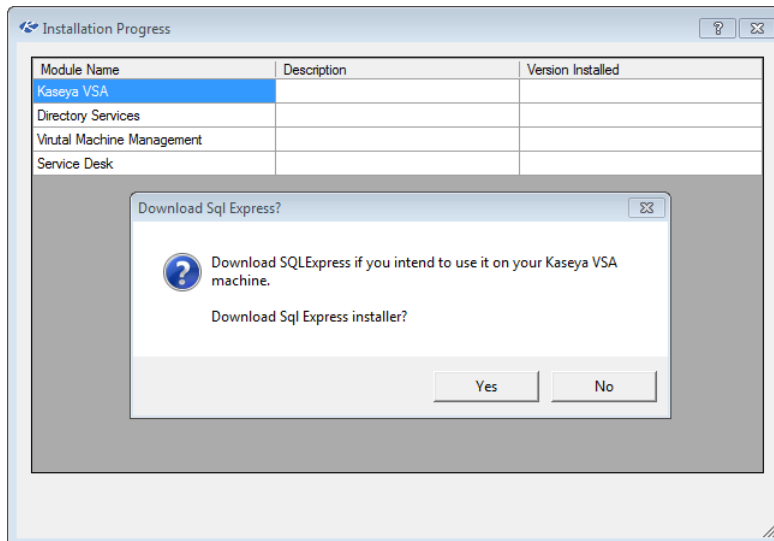 Installation Progress
Module Name Description Version Installed
Kaseya VSA
Directory Services
Virutal Machine Management
Service Desk
Download Sql Express?
Download SQLExpress if you intend to use it on your Kaseya VSA
machine.
Download Sql Express installer?
Yes No